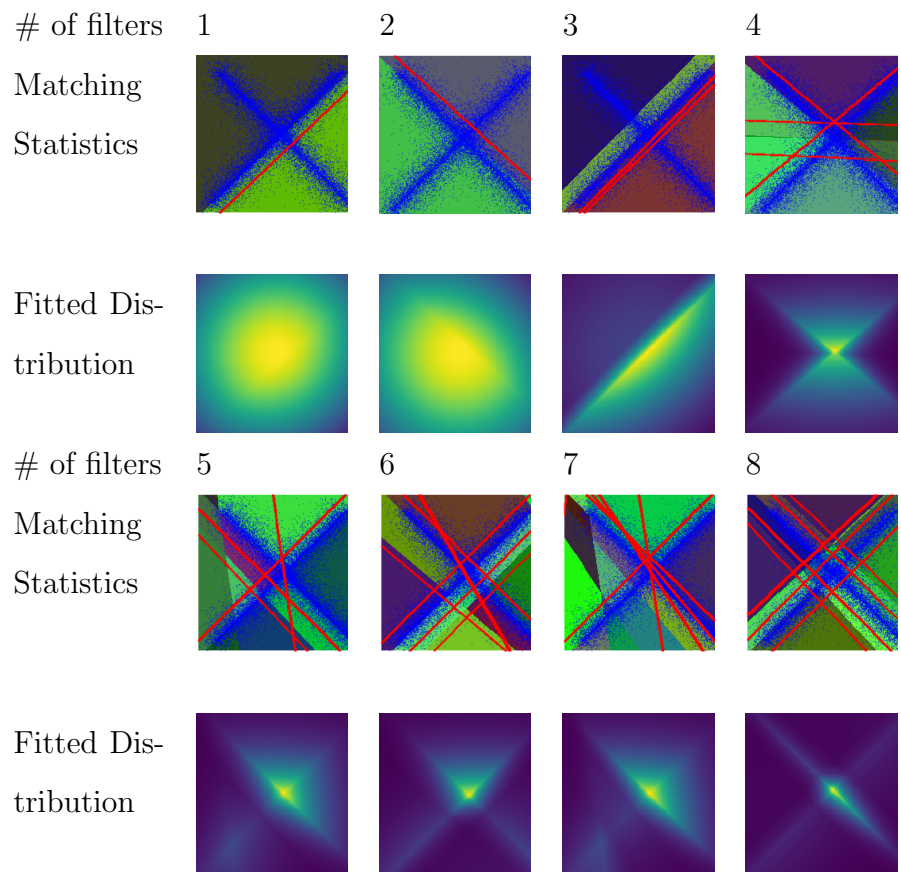 # of filters 1 2 3 4
Matching
Statistics
Fitted Dis-
tribution
# of filters 5 6 7 8
Matching
Statistics
Fitted Dis-
tribution